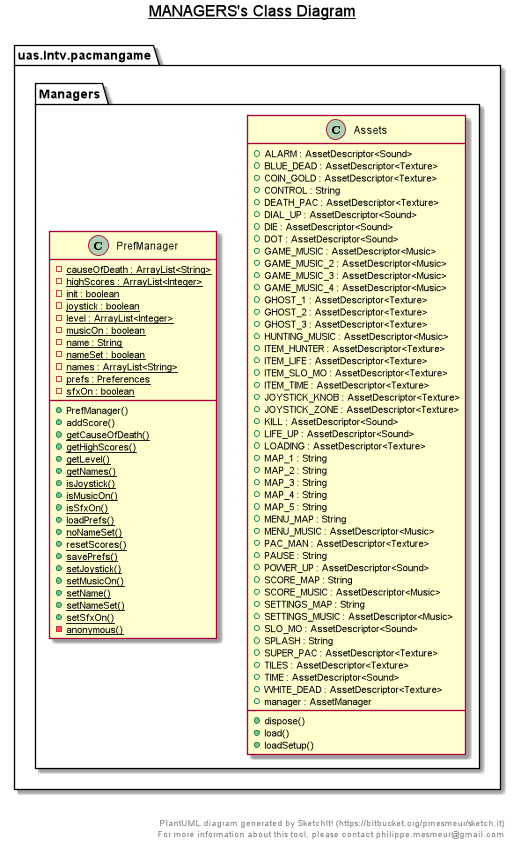 MANAGERS's Class Diagram
uas.lntv.pacmangame
Managers
C PrefManager
causeOfDeath : ArrayList<String>
highScores : ArrayList<Integer>
init : boolean
joystick : boolean
level : ArrayList<Integer>
musicOn : boolean
name : String
nameSet : boolean
names : ArrayList<String>
prefs : Preferences
sfxOn : boolean
PrefManager()
addScore()
getCauseOfDeath()
getHighScores()
getLevel()
getNames()
isJoystick()
isMusicOn()
isSfxOn()
loadPrefs()
noNameSet()
resetScores()
savePrefs()
setJoystick()
setMusicOn()
setName()
setNameSet()
setSfxOn()
anonymous()
C Assets
ALARM : AssetDescriptor<Sound>
BLUE_DEAD : AssetDescriptor<Texture>
COIN_GOLD : AssetDescriptor<Texture>
CONTROL : String
DEATH_PAC : AssetDescriptor<Texture>
DIAL_UP : AssetDescriptor<Sound>
DIE : AssetDescriptor<Sound>
DOT : AssetDescriptor<Sound>
GAME_MUSIC : AssetDescriptor<Music>
GAME_MUSIC_2 : AssetDescriptor<Music>
GAME_MUSIC_3 : AssetDescriptor<Music>
GAME_MUSIC_4 : AssetDescriptor<Music>
GHOST_1 : AssetDescriptor<Texture>
GHOST_2 : AssetDescriptor<Texture>
GHOST_3 : AssetDescriptor<Texture>
HUNTING_MUSIC : AssetDescriptor<Music>
ITEM_HUNTER : AssetDescriptor<Texture>
ITEM_LIFE : AssetDescriptor<Texture>
ITEM_SLO_MO : AssetDescriptor<Texture>
ITEM_TIME : AssetDescriptor<Texture>
JOYSTICK_KNOB : AssetDescriptor<Texture>
JOYSTICK_ZONE : AssetDescriptor<Texture>
KILL : AssetDescriptor<Sound>
LIFE_UP : AssetDescriptor<Sound>
LOADING : AssetDescriptor<Texture>
MAP_1 : String
MAP_2 : String
MAP_3 : String
MAP_4 : String
MAP_5 : String
MENU_MAP : String
MENU_MUSIC : AssetDescriptor<Music>
PAC_MAN : AssetDescriptor<Texture>
PAUSE : String
POWER_UP : AssetDescriptor<Sound>
SCORE_MAP : String
SCORE_MUSIC : AssetDescriptor<Music>
SETTINGS_MAP : String
SETTINGS_MUSIC : AssetDescriptor<Music>
SLO_MO : AssetDescriptor<Sound>
SPLASH : String
SUPER_PAC : AssetDescriptor<Texture>
TILES : AssetDescriptor<Texture>
TIME : AssetDescriptor<Sound>
WHITE_DEAD : AssetDescriptor<Texture>
manager : AssetManager
dispose()
load()
loadSetup()
PlantUML diagram generated by SketchIt! (https://bitbucket.org/pmesmeur/sketch.it)
For more information about this tool, please contact philippe.mesmeur@gmail.com